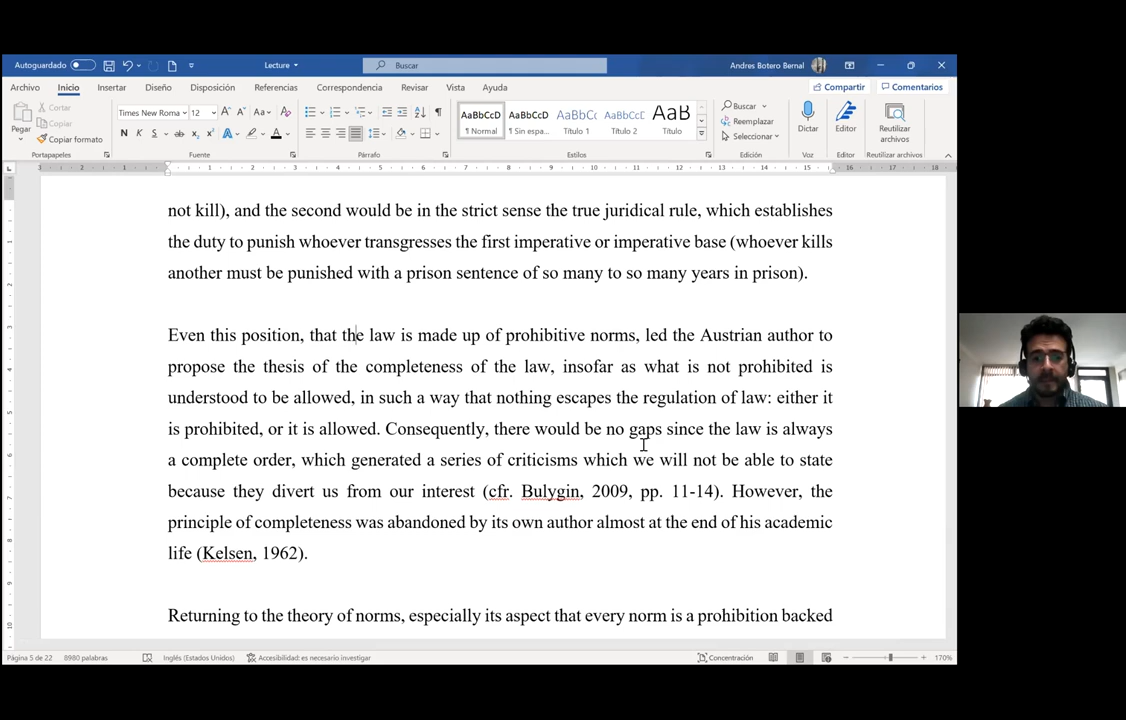 Autoguardado
Lecture
Buscar
Andres Botero Bernal
Archivo Inicio Insertar Diseño Disposición Referencias Correspondencia Revisar Vista Ayuda
Compartir Comentarios
Pegar
Cortar
Copiar
Copiar formato
Portapapeles
Times New Roma 12
N K S
Fuente
Párrafo
AaBbCcD AaBbCcD AaBbCc AaBbCcD AaB
¶ Normal ¶ Sin espa... Título 1 Título 2 Título
Estilos
Buscar
Reemplazar
Seleccionar
Edición
Dictar
Voz
Editor
Editor
Reutilizar archivos
Reutilizar archivos
not kill), and the second would be in the strict sense the true juridical rule, which establishes
the duty to punish whoever transgresses the first imperative or imperative base (whoever kills
another must be punished with a prison sentence of so many to so many years in prison).
Even this position, that the law is made up of prohibitive norms, led the Austrian author to
propose the thesis of the completeness of the law, insofar as what is not prohibited is
understood to be allowed, in such a way that nothing escapes the regulation of law: either it
is prohibited, or it is allowed. Consequently, there would be no gaps since the law is always
a complete order, which generated a series of criticisms which we will not be able to state
because they divert us from our interest (cfr. Bulygin, 2009, pp. 11-14). However, the
principle of completeness was abandoned by its own author almost at the end of his academic
life (Kelsen, 1962).
Returning to the theory of norms, especially its aspect that every norm is a prohibition backed
Página 5 de 22 8980 palabras Inglés (Estados Unidos) Accesibilidad: es necesario investigar
Concentración 170%